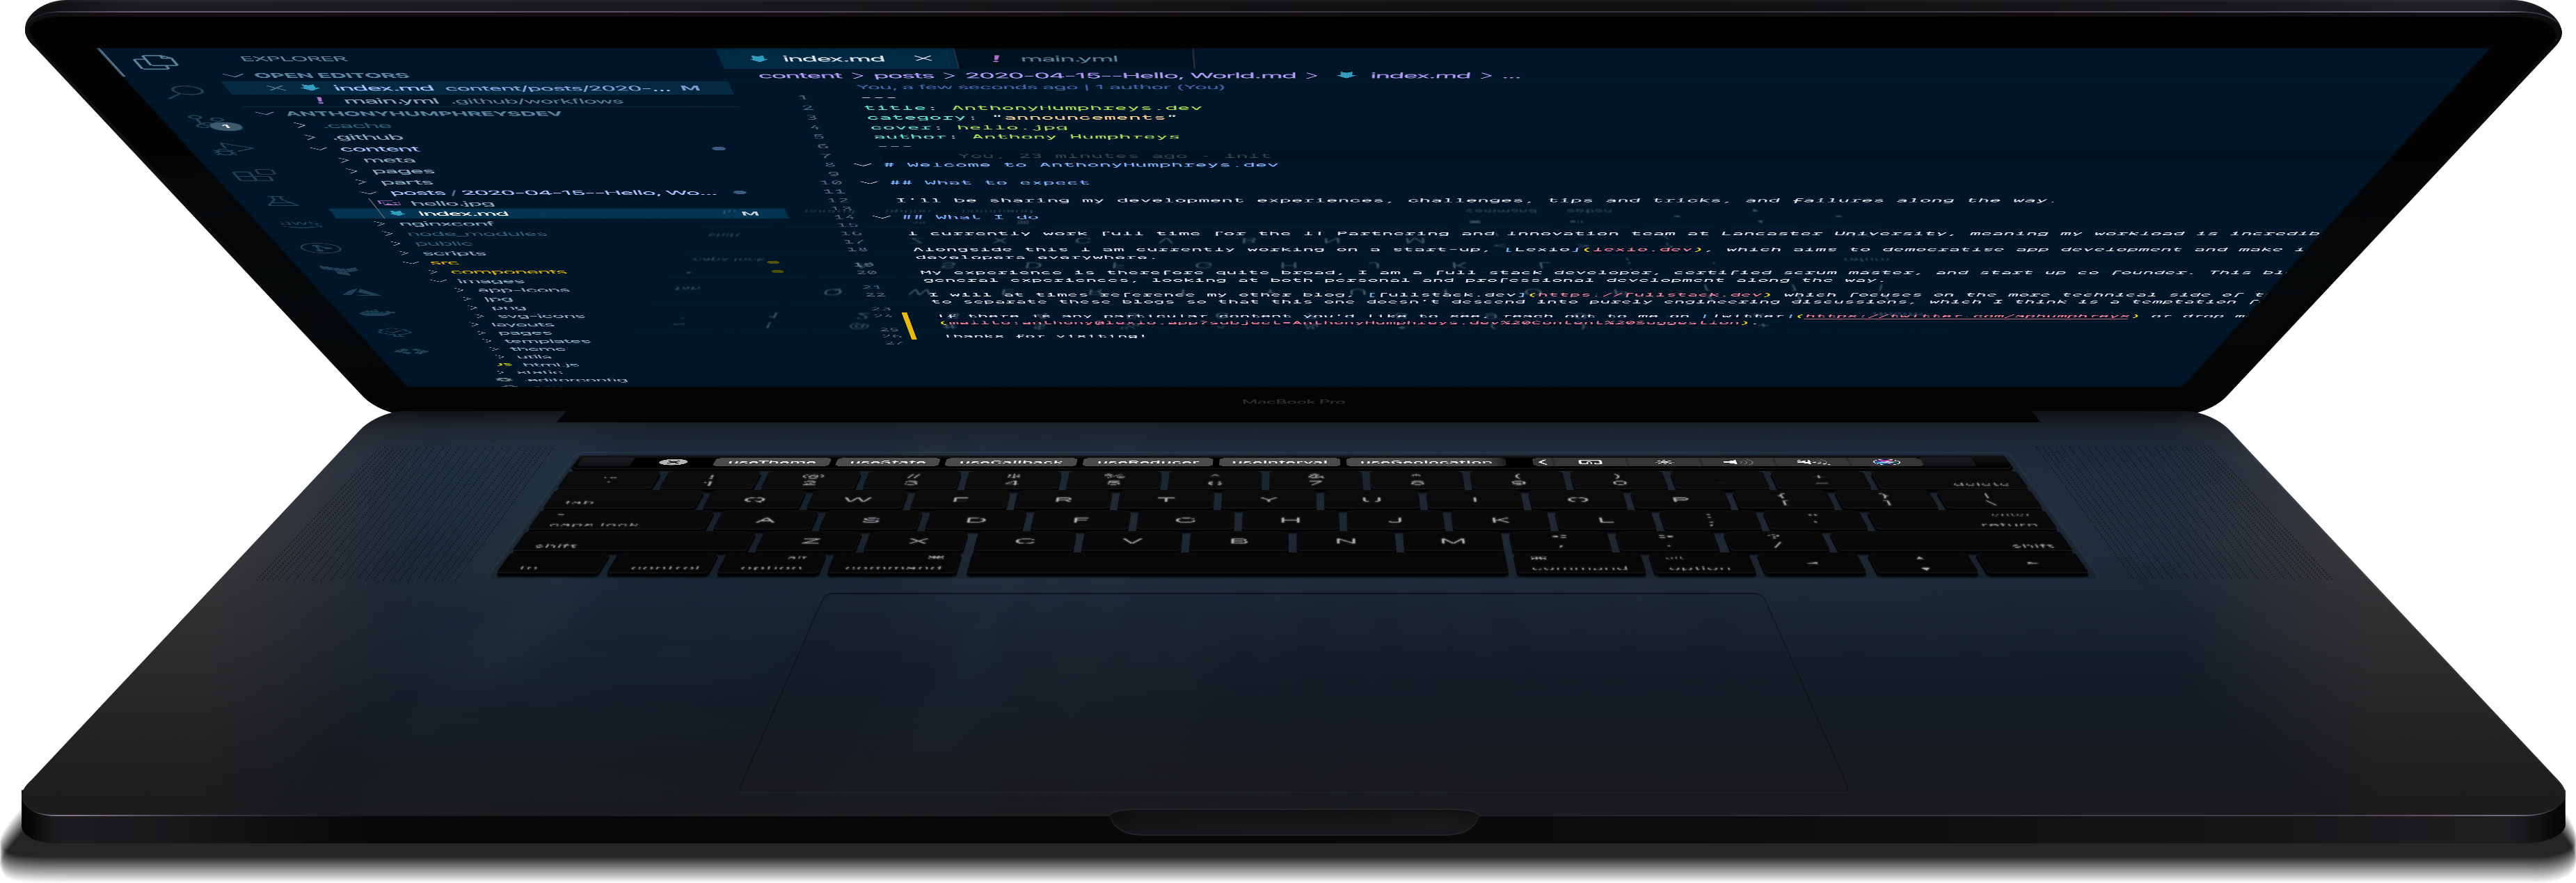 EXPLORER
OPEN EDITORS
index.md content/posts/2020-... M
main.yml .github/workflows
ANTHONYHUMPHREYSDEV
.cache
.github
content
meta
pages
parts
posts / 2020-04-15--Hello, Wo...
hello.jpg
index.md M
nginxconf
node_modules
public
scripts
src
components
images
app-icons
jpg
png
svg-icons
layouts
pages
templates
theme
utils
html.js
static
.editorconfig
1
index.md
main.yml
content > posts > 2020-04-15--Hello, World.md > index.md > ...
You, a few seconds ago | 1 author (You)
1 ---
2 title: AnthonyHumphreys.dev
3 category: "announcements"
4 cover: hello.jpg
5 author: Anthony Humphreys
6 ---
7 You, 23 minutes ago · init
8 # Welcome to AnthonyHumphreys.dev
9
10 ## What to expect
11
12 I'll be sharing my development experiences, challenges, tips and tricks, and failures along the way.
13
14 ## What I do
15
16 I currently work full time for the Partnering and Innovation team at Lancaster University, meaning my workload is incredib
17
18 Alongside this I am currently working on a start-up, [Lexio](lexio.dev), which aims to democratise app development and make i
developers everywhere.
19
20 My experience is therefore quite broad, I am a full stack developer, certified scrum master, and start up co founder. This bl
general experiences, looking at both personal and professional development along the way.
21
22 I will at times reference my other blog, [fullstack.dev](https://fullstack.dev) which focuses on the more technical side of t
to separate these blogs so that this one doesn't descend into purely engineering discussions, which I think is a temptation f
23
24 If there is any particular content you'd like to see, reach out to me on [Twitter](https://twitter.com/aphumphreys) or drop m
(mailto:anthony@lexio.app?subject=AnthonyHumphreys.dev%20Content%20Suggestion).
25
26 Thanks for visiting!
27
MacBook Pro
useTheme useState useCallback useReducer useInterval useGeolocation
1 2 3 4 5 6 7 8 9 0 delete
tab Q W E R T Y U I O P
caps lock A S D F G H J K L return
shift Z X C V B N M shift
fn control option command command option